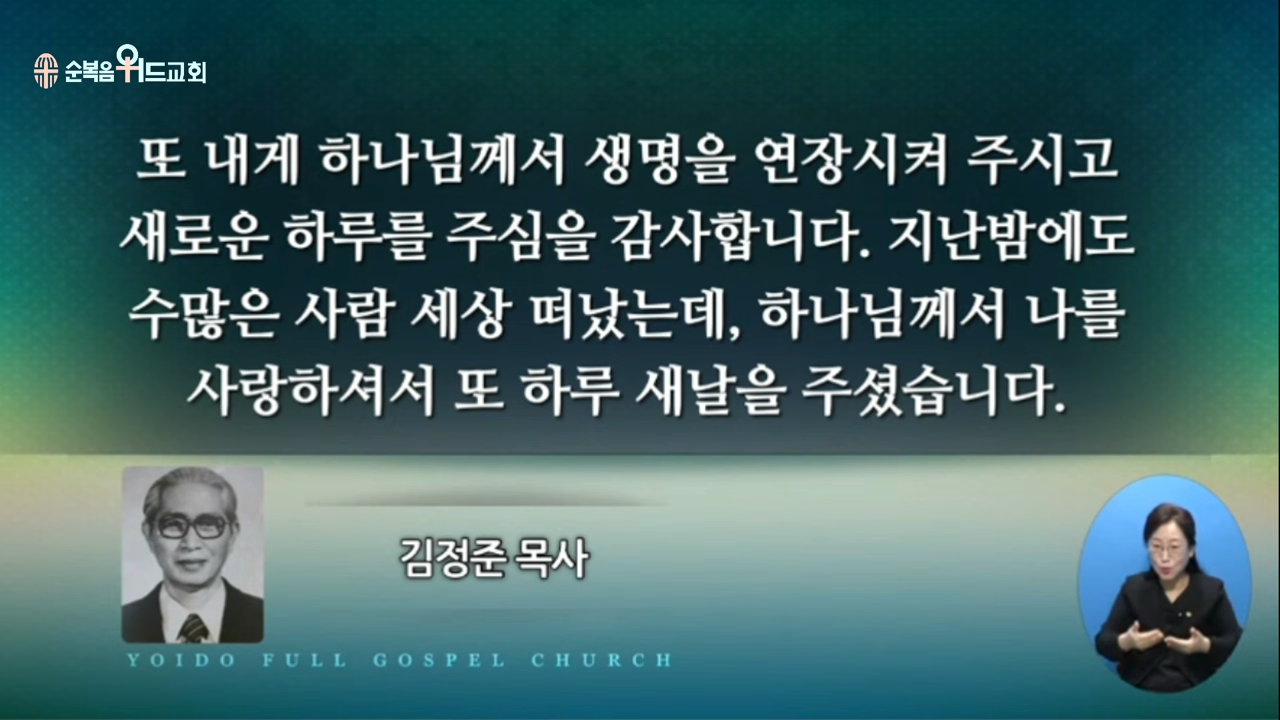 순복음위드교회
또 내게 하나님께서 생명을 연장시켜 주시고
새로운 하루를 주심을 감사합니다. 지난밤에도
수많은 사람 세상 떠났는데, 하나님께서 나를
사랑하셔서 또 하루 새날을 주셨습니다.
김정준 목사
YOIDO FULL GOSPEL CHURCH